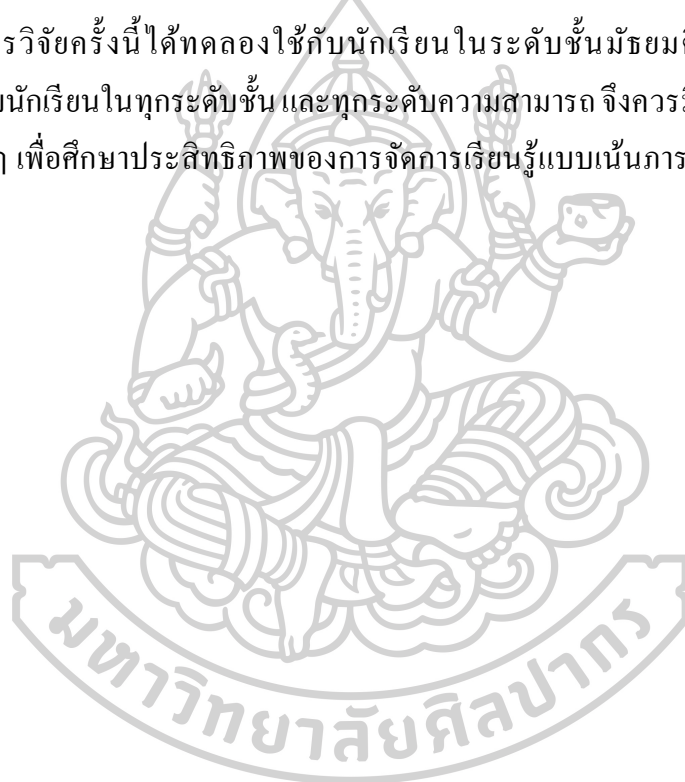 รวิจัยครั้งนี้ได้ทดลองใช้กับนักเรียนในระดับชั้นมัธยมศึ
บนักเรียนในทุกระดับชั้น และทุกระดับความสามารถ จึงควร
ๆ เพื่อศึกษาประสิทธิภาพของการจัดการเรียนรู้แบบเน้นภาร
มหาวิทยาลัยศิลปากร